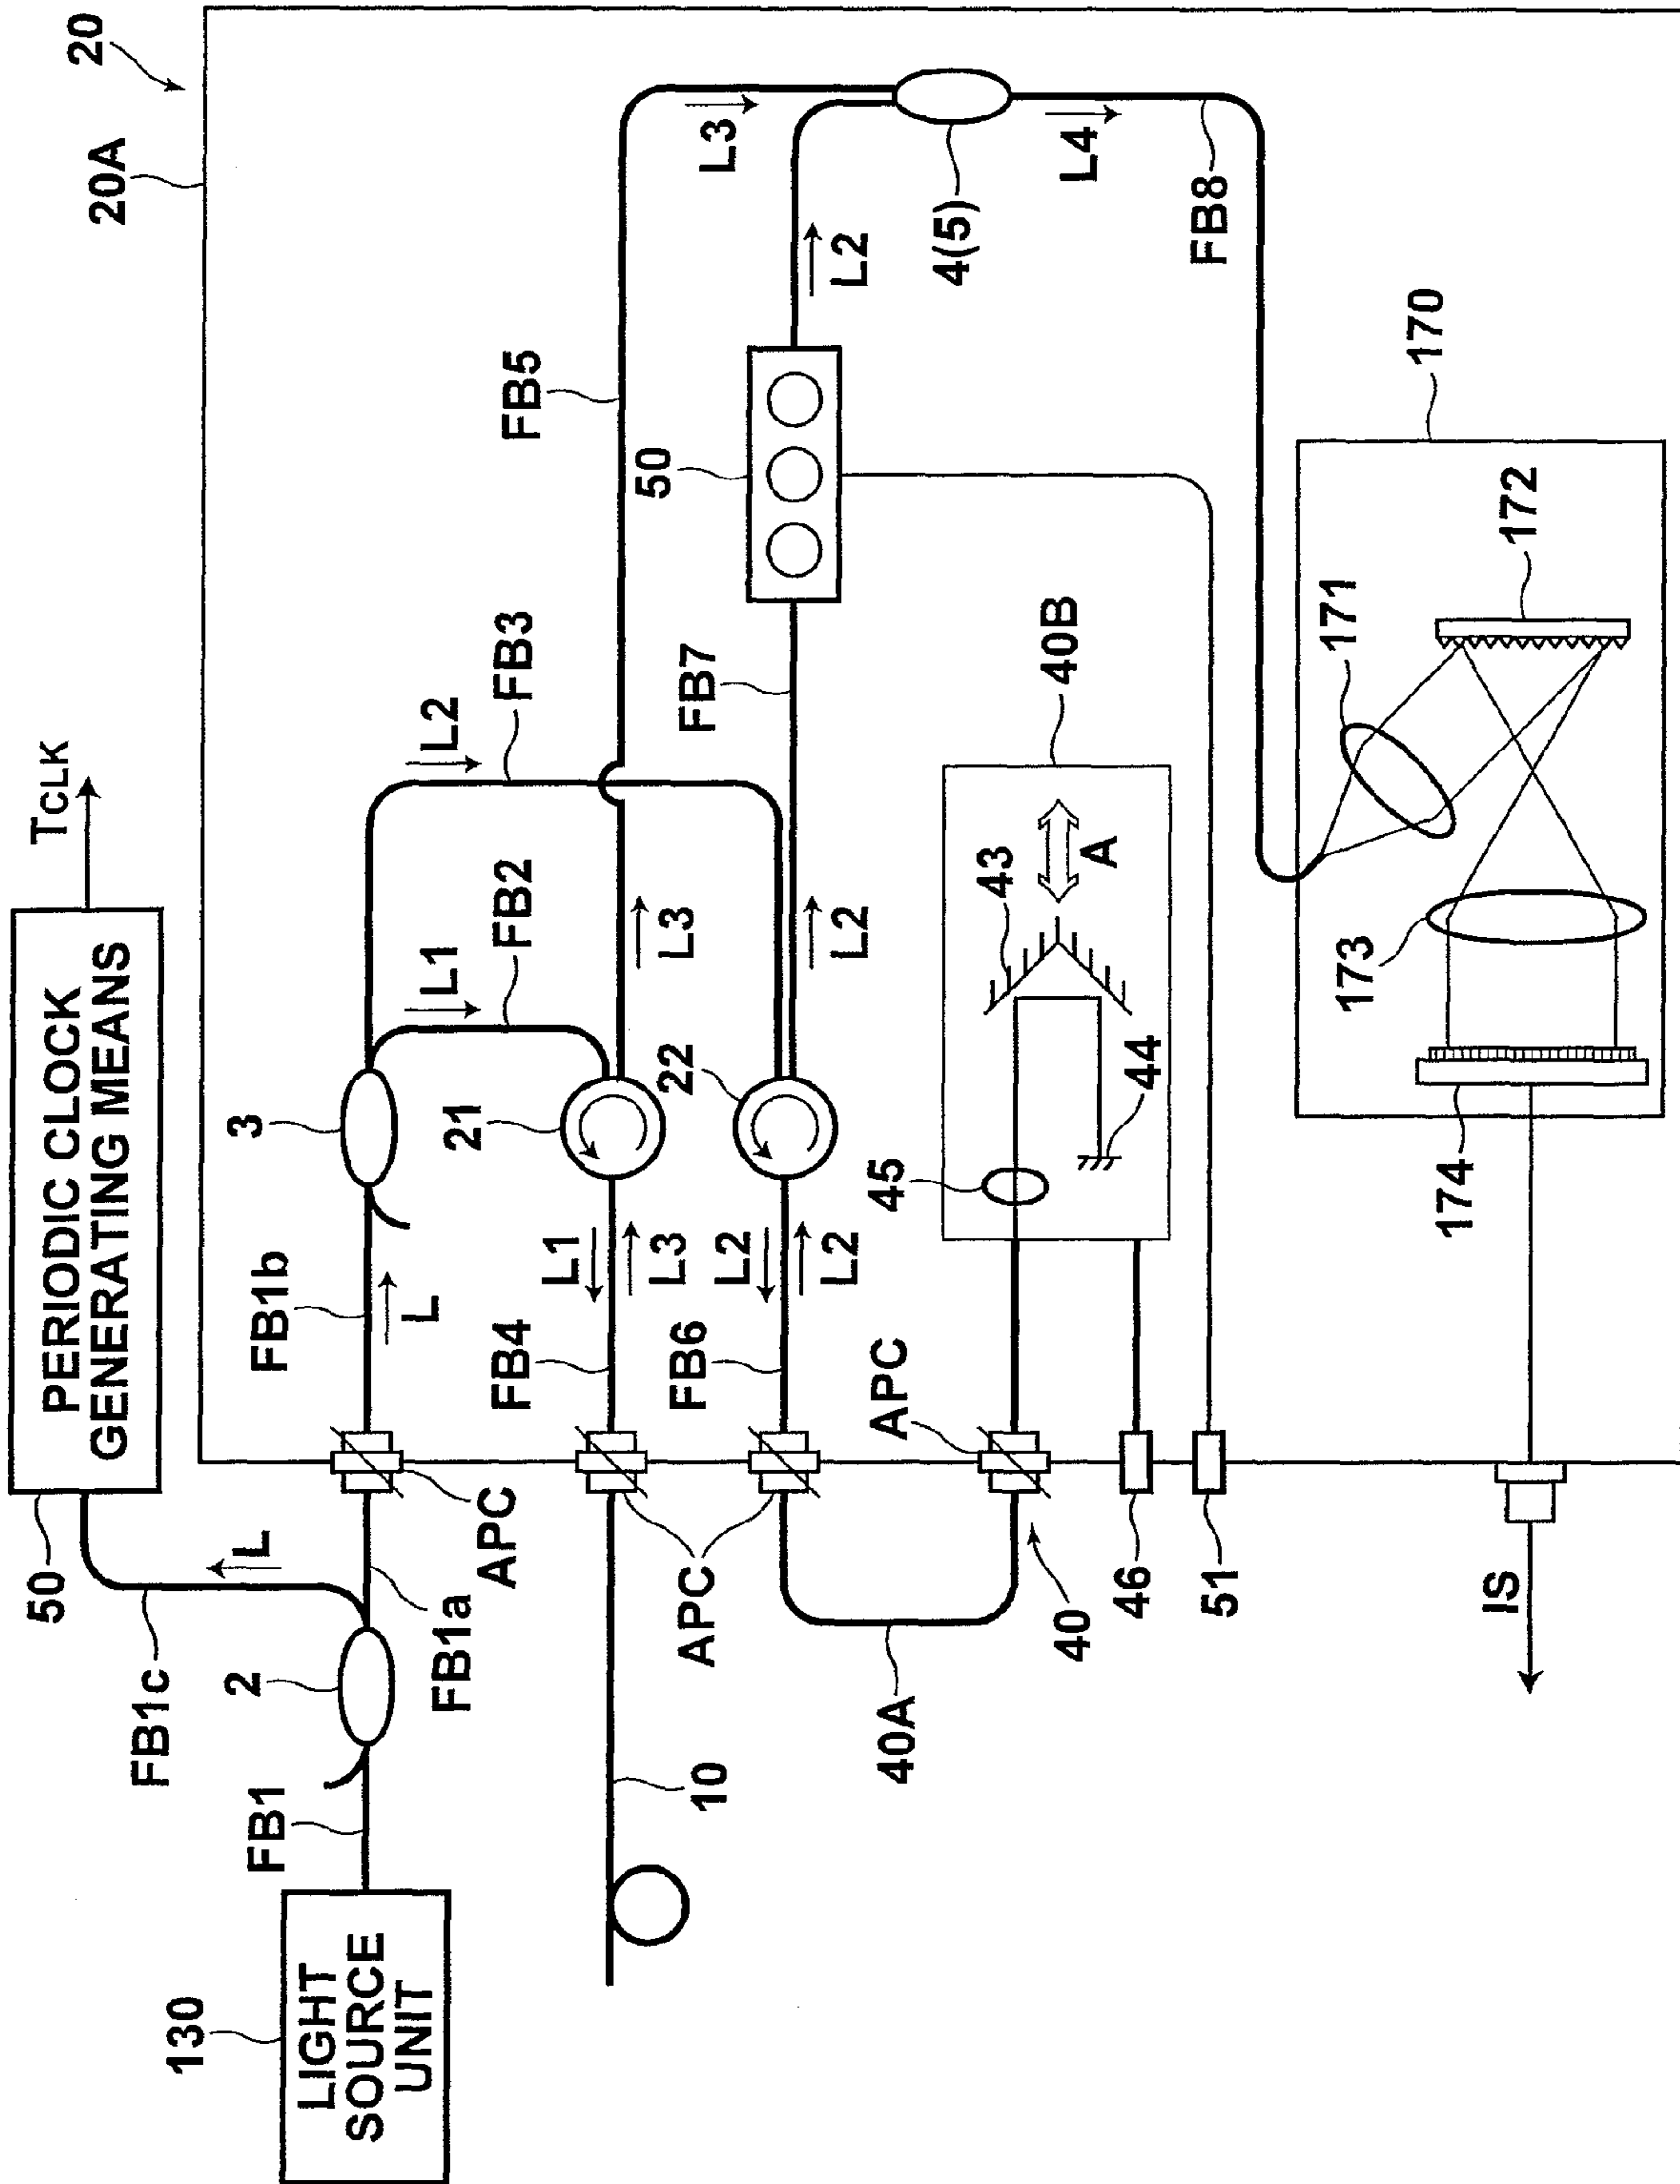 50
PERIODIC CLOCK
GENERATING MEANS
TCLK
20
20A
FB1c
130
2
L
3
FB1
FB1b
LIGHT
SOURCE
UNIT
L
L1
L2
FB1a
21
APC
FB4
FB2
FB3
FB5
L1
L3
50
L3
22
FB6
FB7
APC
10
L3
L2
L2
L2
L2
45
APC
40A
4(5)
43
40B
40
L4
A
46
44
FB8
51
171
173
170
174
IS
172